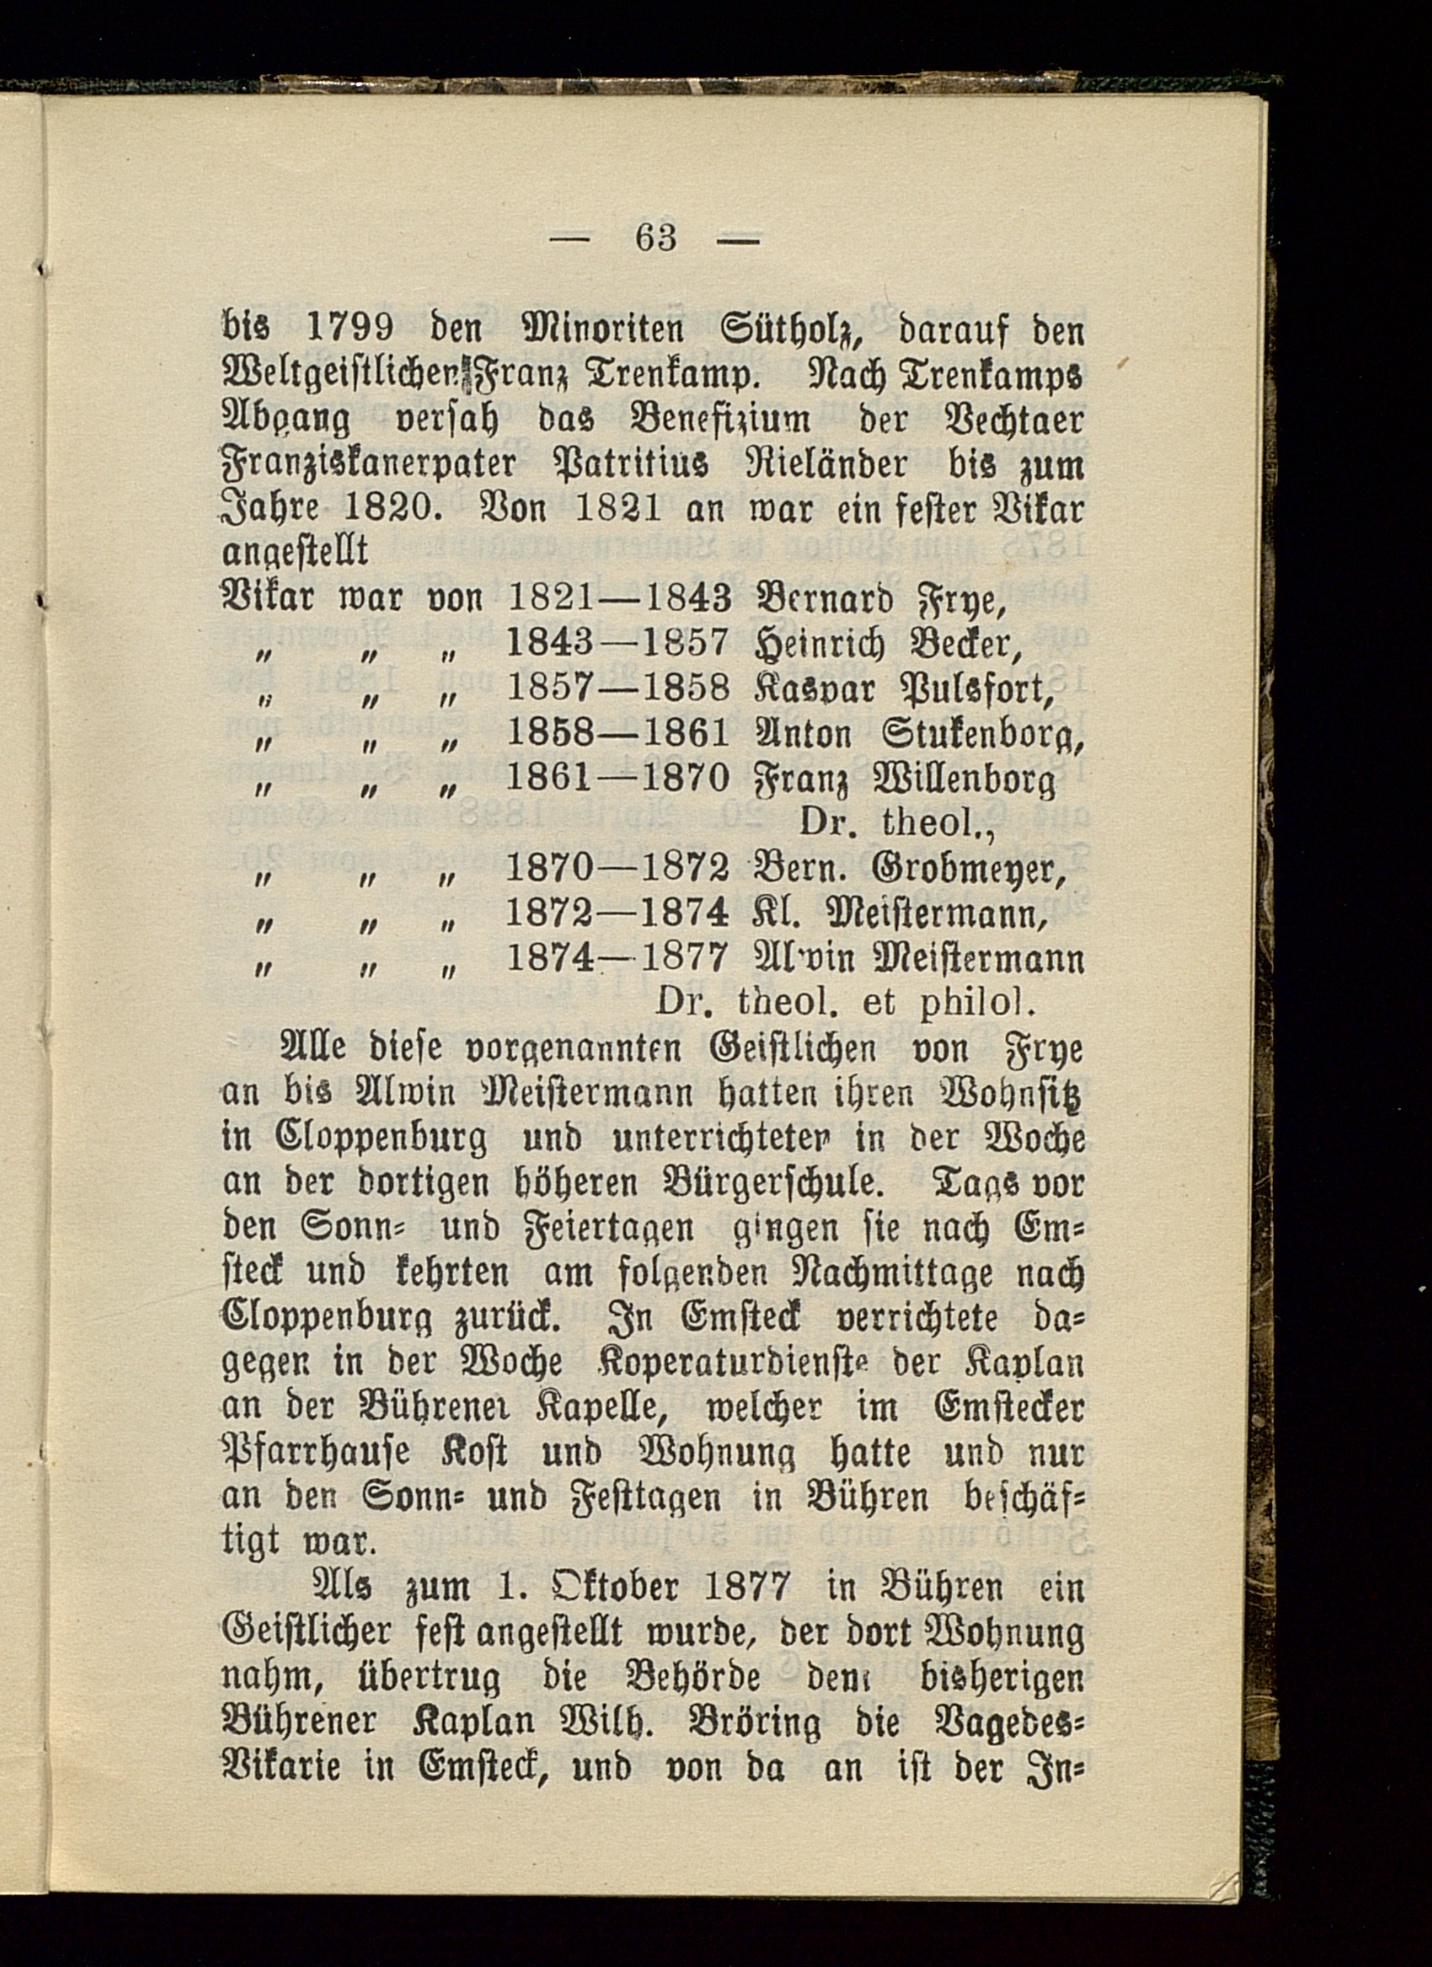 — 63 —
bis 1799 den Minoriten Sütholz, darauf den
Weltgeistlichen Franz Trenkamp. Nach Trenkamps
Abgang versah das Benefizium der Vechtaer
Franziskanerpater Patritius Rieländer bis zum
Jahre 1820. Von 1821 an war ein fester Vikar
angestellt
Vikar war von 1821—1843 Bernard Frye,
„ „ „ 1843—1857 Heinrich Becker,
„ „ „ 1857—1858 Kaspar Pulsfort,
„ „ „ 1858—1861 Anton Stukenborg,
„ „ „ 1861—1870 Franz Willenborg
Dr. theol.,
„ „ „ 1870—1872 Bern. Grobmeyer,
„ „ „ 1872—1874 Kl. Meistermann,
„ „ „ 1874—1877 Alwin Meistermann
Dr. theol. et philol.
Alle diese vorgenannten Geistlichen von Frye
an bis Alwin Meistermann hatten ihren Wohnsitz
in Cloppenburg und unterrichteten in der Woche
an der dortigen höheren Bürgerschule. Tags vor
den Sonn- und Feiertagen gingen sie nach Em-
steck und kehrten am folgenden Nachmittage nach
Cloppenburg zurück. In Emsteck verrichtete da-
gegen in der Woche Koperaturdienste der Kaplan
an der Bührener Kapelle, welcher im Emstecker
Pfarrhause Kost und Wohnung hatte und nur
an den Sonn- und Festtagen in Bühren beschäf-
tigt war.
Als zum 1. Oktober 1877 in Bühren ein
Geistlicher fest angestellt wurde, der dort Wohnung
nahm, übertrug die Behörde dem bisherigen
Bührener Kaplan Wilh. Bröring die Vagedes-
Vikarie in Emsteck, und von da an ist der In-